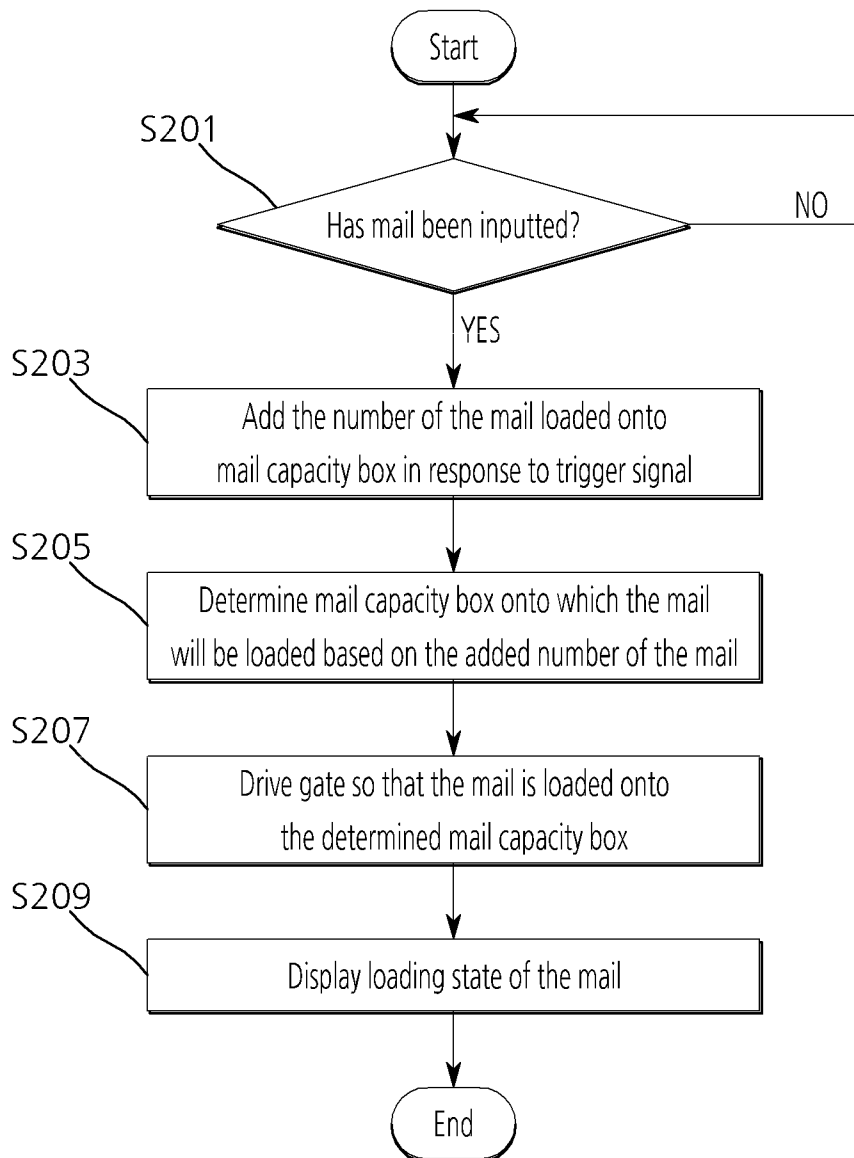 Start
S201
Has mail been inputted?
NO
YES
S203
Add the number of the mail loaded onto
mail capacity box in response to trigger signal
S205
Determine mail capacity box onto which the mail
will be loaded based on the added number of the mail
S207
Drive gate so that the mail is loaded onto
the determined mail capacity box
S209
Display loading state of the mail
End